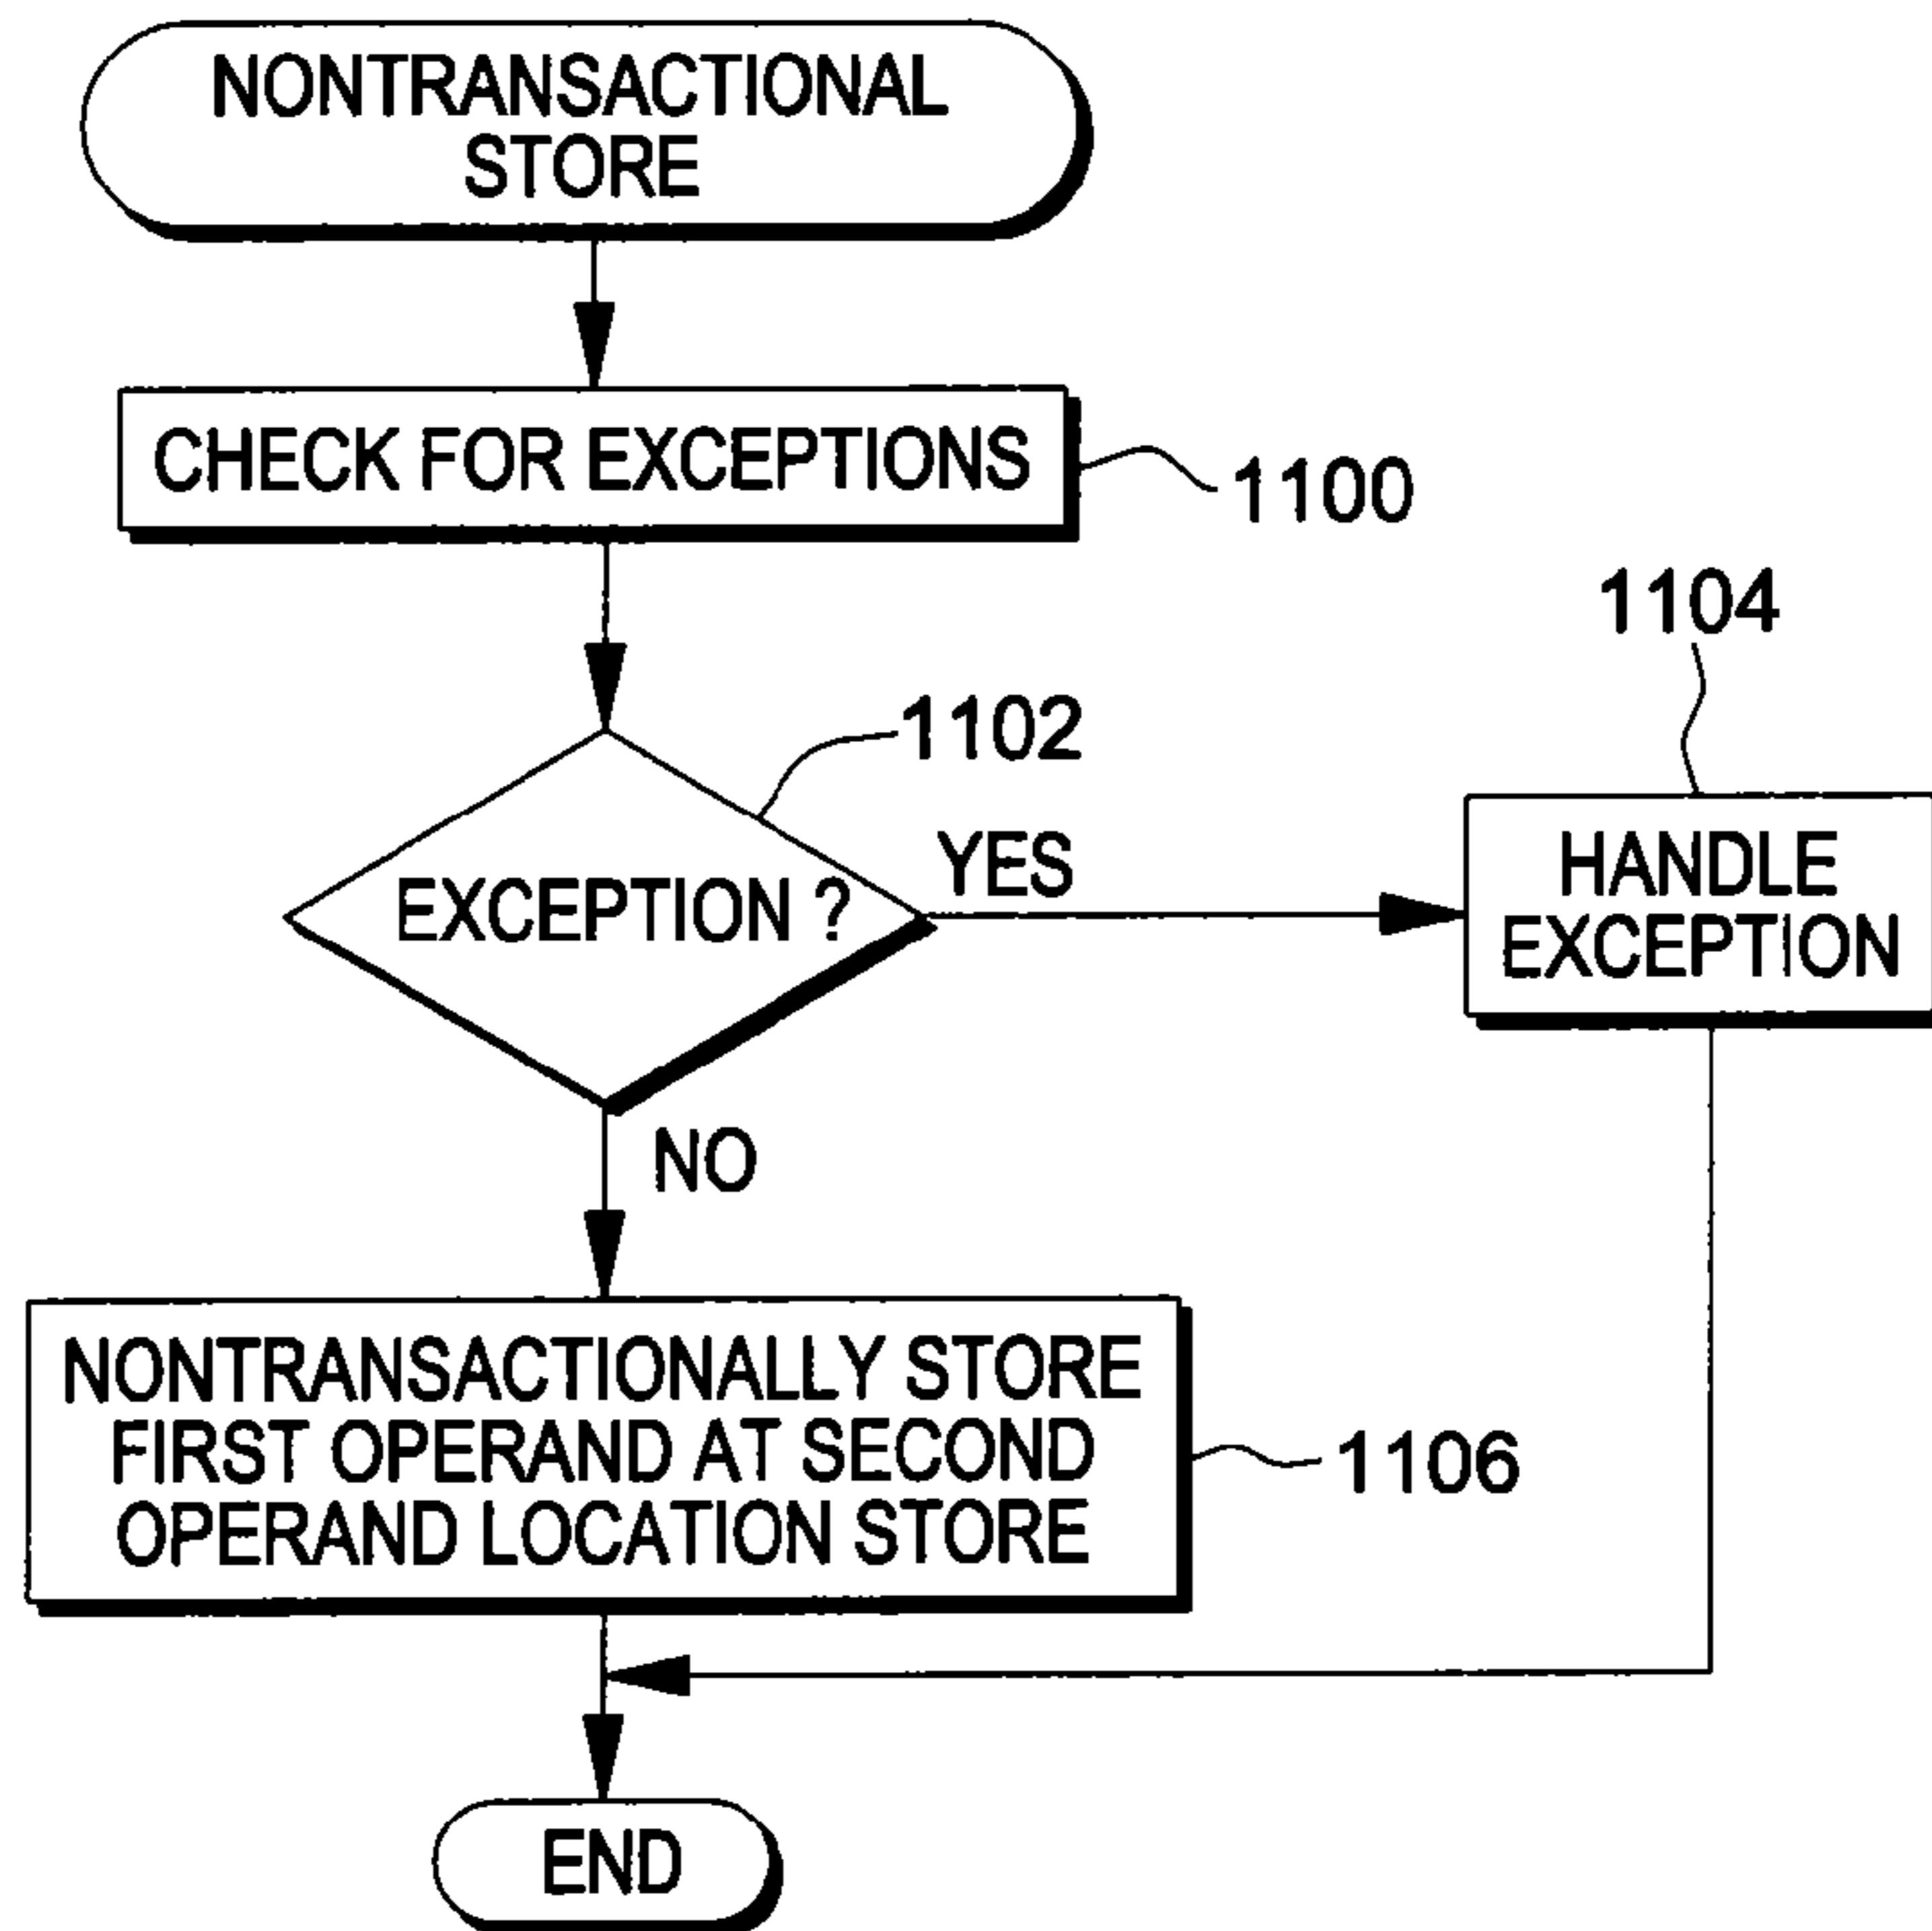 NONTRANSACTIONAL
STORE
CHECK FOR EXCEPTIONS
1100
1104
1102
EXCEPTION ?
YES
HANDLE
EXCEPTION
NO
NONTRANSACTIONALLY STORE
FIRST OPERAND AT SECOND
OPERAND LOCATION STORE
1106
END